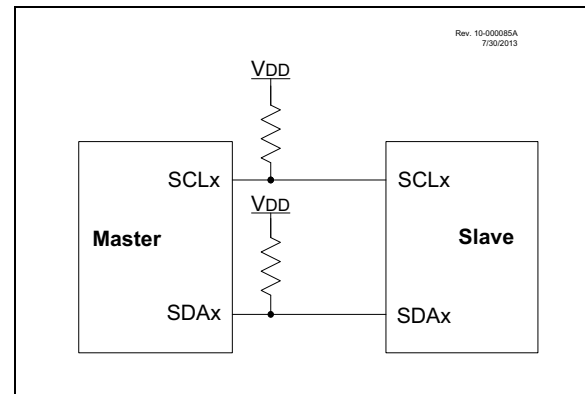 Rev. 10-000085A
7/30/2013
VDD
SCLx
SCLx
VDD
Master
Slave
SDAx
SDAx